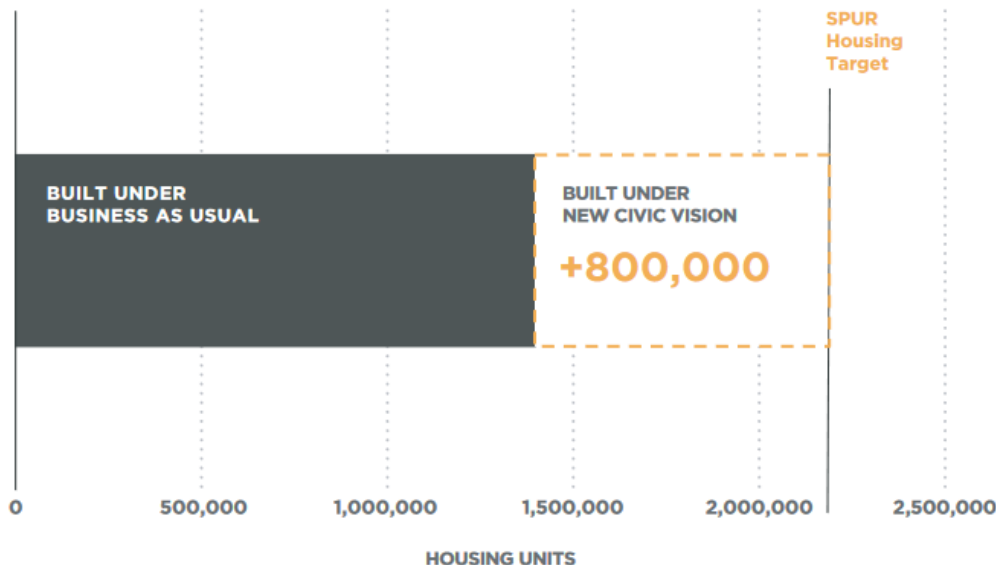 SPUR
Housing
Target
BUILT UNDER
BUSINESS AS USUAL
BUILT UNDER
NEW CIVIC VISION
+800,000
0
500,000
1,000,000
1,500,000
2,000,000
2,500,000
HOUSING UNITS